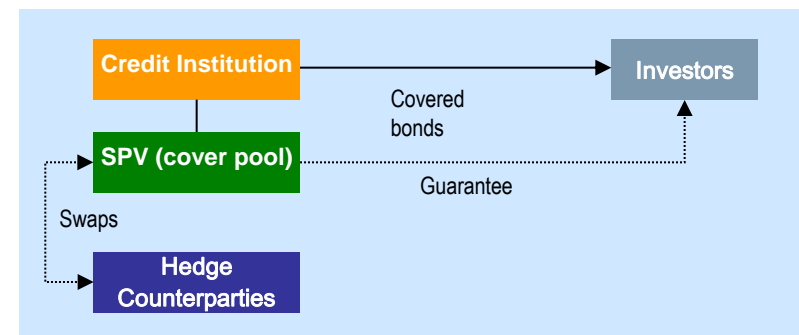 Credit Institution
Investors
Covered
bonds
SPV (cover pool)
Guarantee
Swaps
Hedge
Counterparties